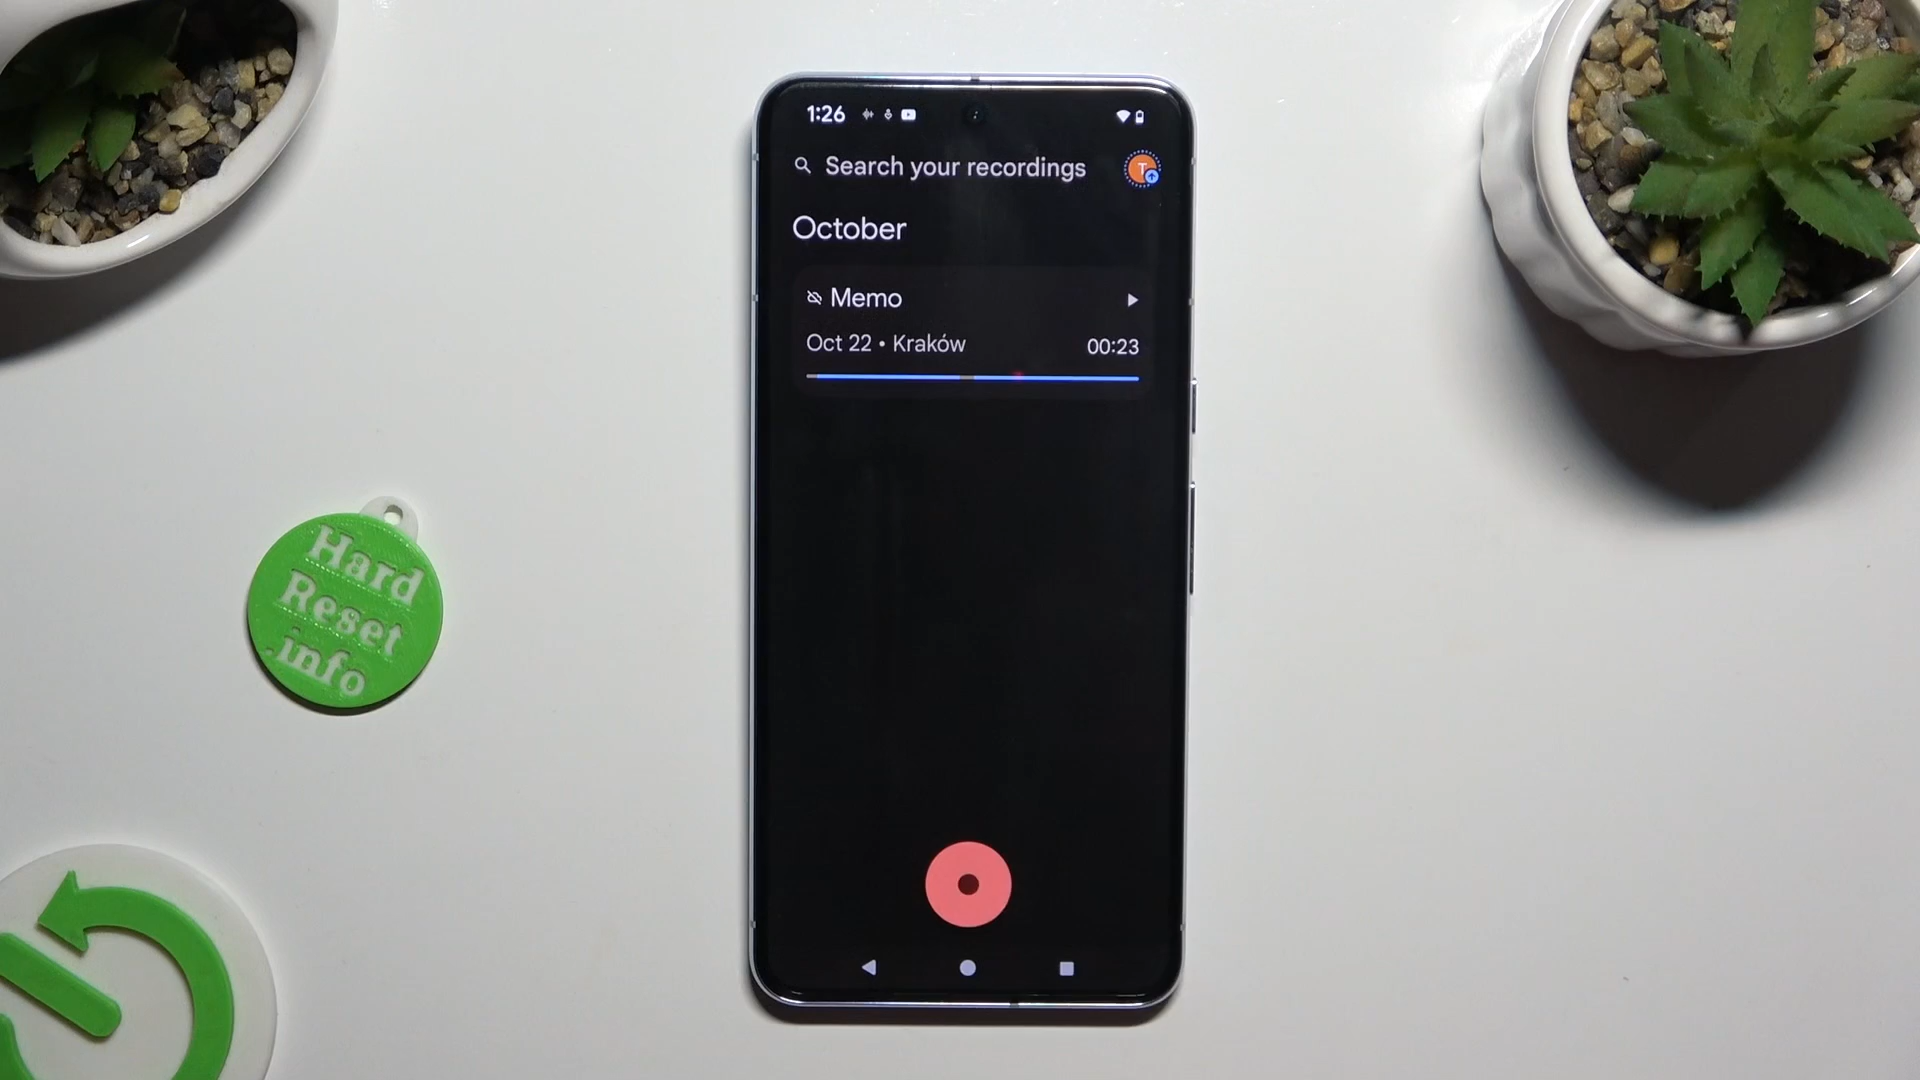 1:26
Search your recordings
T
October
Memo
Oct 22 • Kraków
00:23
Hard
Reset
.info